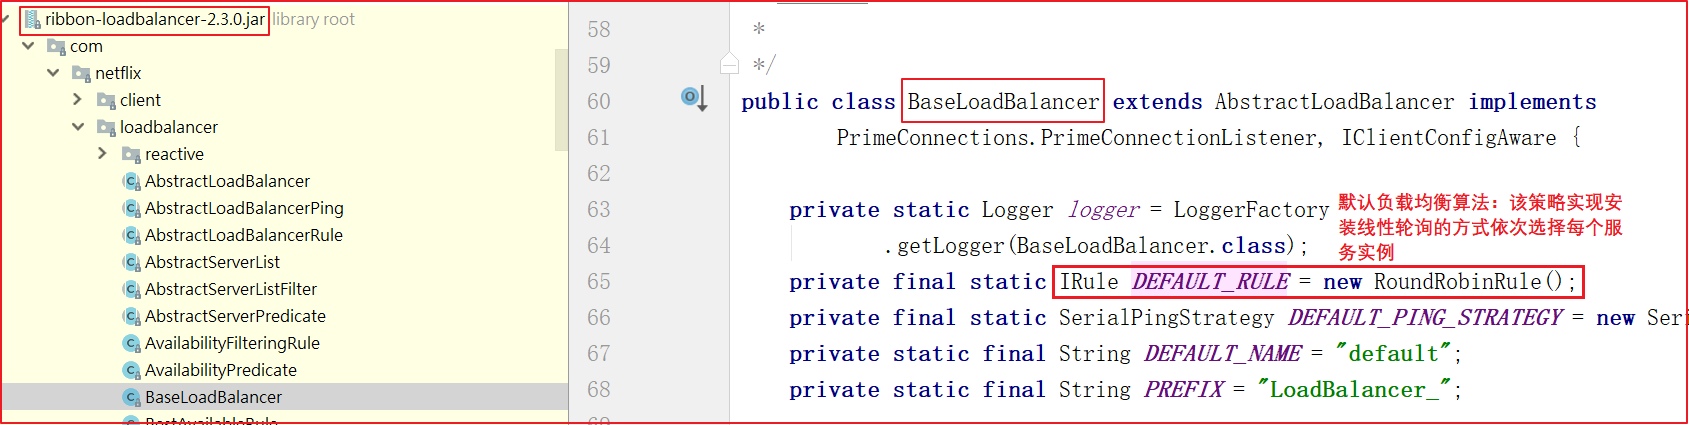 ribbon-loadbalancer-2.3.0.jar library root
com
netflix
client
loadbalancer
reactive
AbstractLoadBalancer
AbstractLoadBalancerPing
AbstractLoadBalancerRule
AbstractServerList
AbstractServerListFilter
AbstractServerPredicate
AvailabilityFilteringRule
AvailabilityPredicate
BaseLoadBalancer
BestAvailableRule
58 *
59 */
60 public class BaseLoadBalancer extends AbstractLoadBalancer implements
61 PrimeConnections.PrimeConnectionListener, IClientConfigAware {
62
63 private static Logger logger = LoggerFactory
64 .getLogger(BaseLoadBalancer.class);
默认负载均衡算法：该策略实现安
装线性轮询的方式依次选择每个服
务实例
65 private final static IRule DEFAULT_RULE = new RoundRobinRule();
66 private final static SerialPingStrategy DEFAULT_PING_STRATEGY = new Seri
67 private static final String DEFAULT_NAME = "default";
68 private static final String PREFIX = "LoadBalancer_";